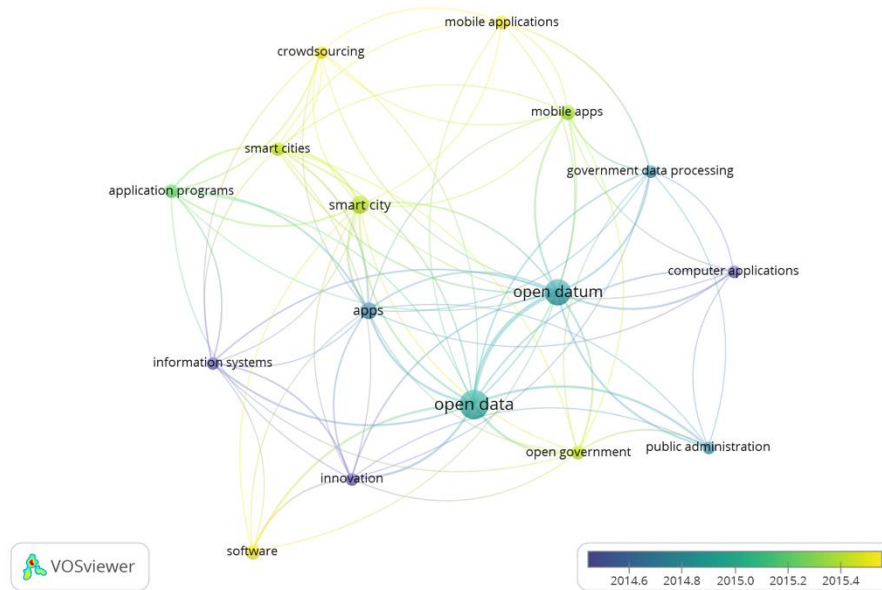 mobile applications
crowdsourcing
mobile apps
smart cities
government data processing
application programs
smart city
computer applications
open datum
apps
information systems
open data
public administration
open government
innovation
software
VOSviewer
2014.6 2014.8 2015.0 2015.2 2015.4